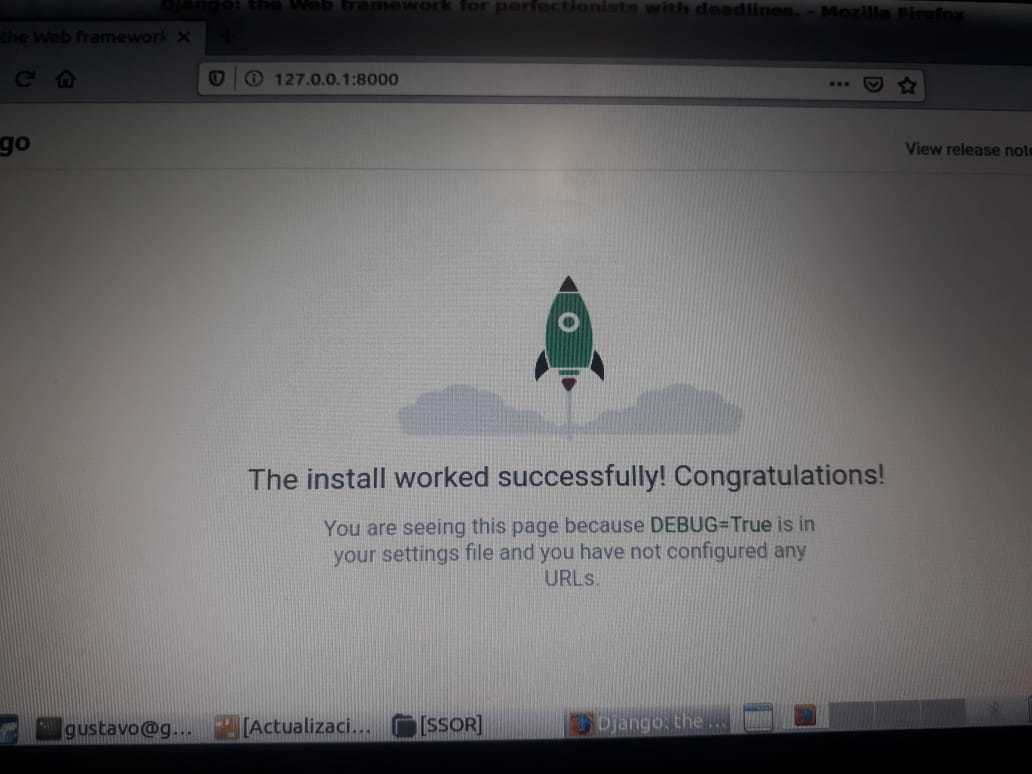 Django: the Web framework for perfectionists with deadlines. - Mozilla Firefox
the Web framework
127.0.0.1:8000
go
View release note
The install worked successfully! Congratulations!
You are seeing this page because DEBUG=True is in
your settings file and you have not configured any
URLs.
gustavo@g... [Actualizaci... [SSOR] Django: the ...